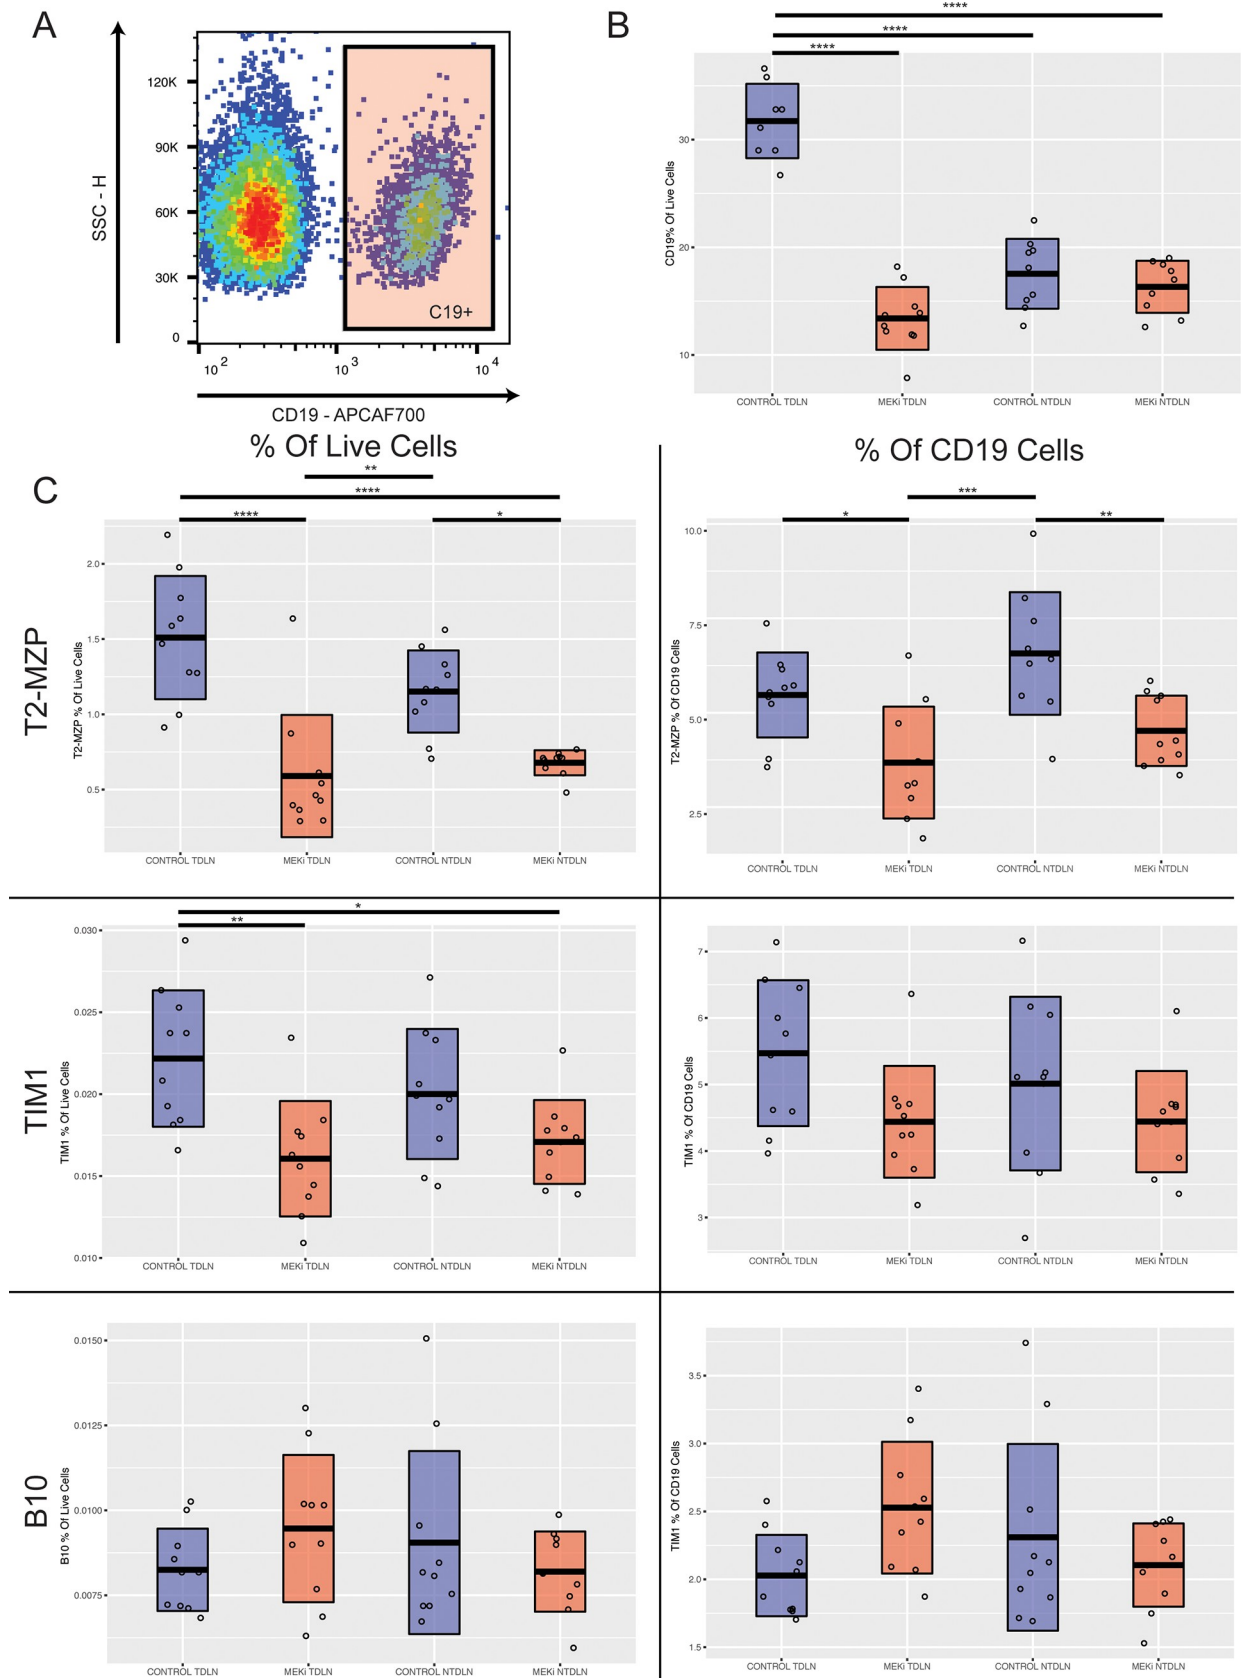 A
SSC - H
120K
90K
60K
30K
0
10 2
10 3
10 4
C19+
CD19 - APCAF700
B
****
****
****
CD19% Of Live Cells
30
20
10
CONTROL TDLN
MEKi TDLN
CONTROL NTDLN
MEKi NTDLN
C
% Of Live Cells
% Of CD19 Cells
T2-MZP
**
****
****
*
T2-MZP % Of Live Cells
2.0
1.5
1.0
0.5
CONTROL TDLN
MEKi TDLN
CONTROL NTDLN
MEKi NTDLN
***
*
**
T2-MZP % Of CD19 Cells
10.0
7.5
5.0
2.5
CONTROL TDLN
MEKi TDLN
CONTROL NTDLN
MEKi NTDLN
TIM1
*
**
TIM1 % Of Live Cells
0.030
0.025
0.020
0.015
0.010
CONTROL TDLN
MEKi TDLN
CONTROL NTDLN
MEKi NTDLN
TIM1 % Of CD19 Cells
7
6
5
4
3
CONTROL TDLN
MEKi TDLN
CONTROL NTDLN
MEKi NTDLN
B10
B10 % Of Live Cells
0.0150
0.0125
0.0100
0.0075
CONTROL TDLN
MEKi TDLN
CONTROL NTDLN
MEKi NTDLN
TIM1 % Of CD19 Cells
3.5
3.0
2.5
2.0
1.5
CONTROL TDLN
MEKi TDLN
CONTROL NTDLN
MEKi NTDLN